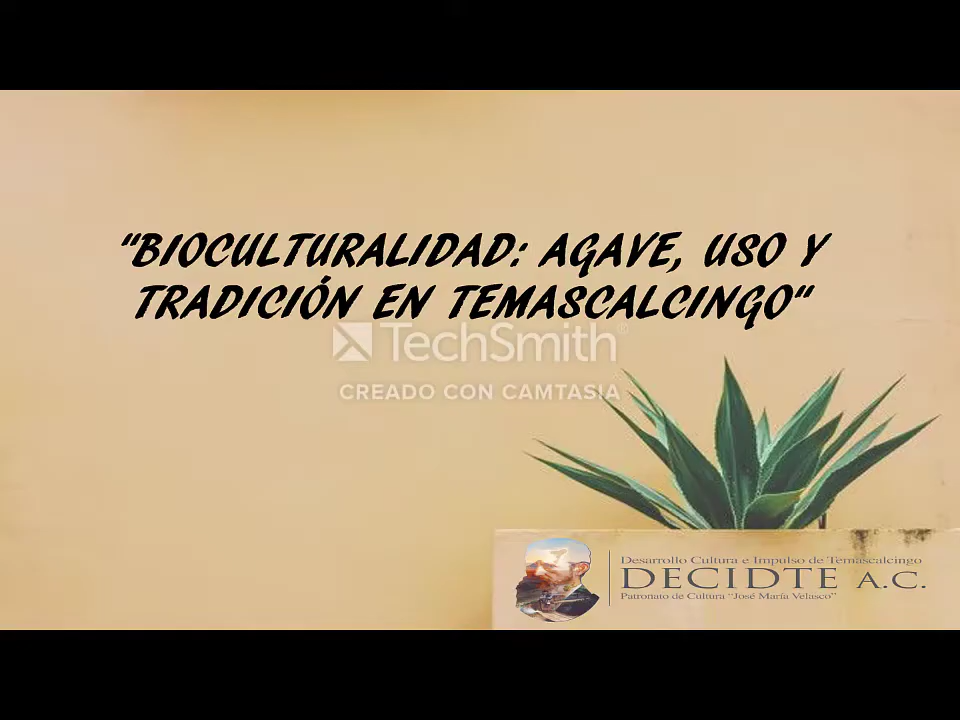 “BIOCULTURALIDAD: AGAVE, USO Y
TRADICIÓN EN TEMASCALCINGO“
TechSmith®
CREADO CON CAMTASIA
Desarrollo Cultura e Impulso de Temascalcingo
DECIDTE A.C.
Patronato de Cultura “José María Velasco”